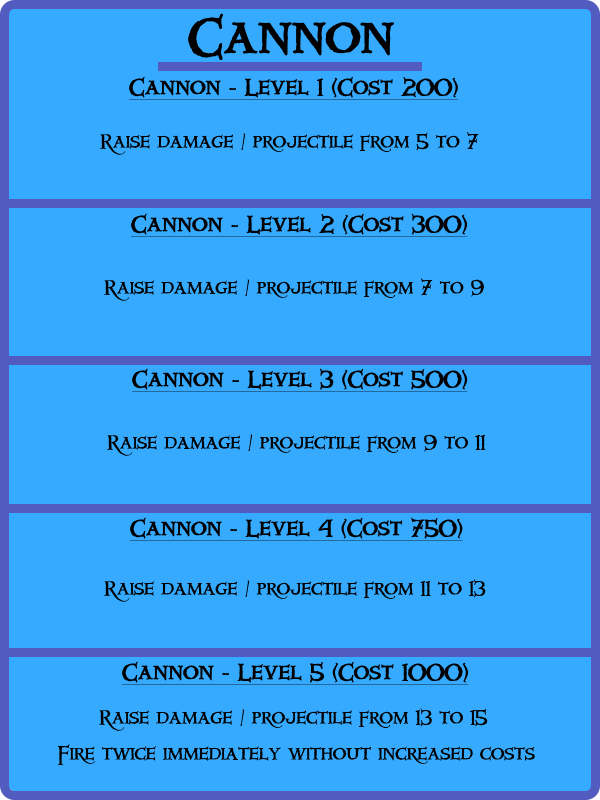 Cannon
Cannon - Level 1 (Cost 200)
Raise damage / projectile from 5 to 7
Cannon - Level 2 (Cost 300)
Raise damage / projectile from 7 to 9
Cannon - Level 3 (Cost 500)
Raise damage / projectile from 9 to 11
Cannon - Level 4 (Cost 750)
Raise damage / projectile from 11 to 13
Cannon - Level 5 (Cost 1000)
Raise damage / projectile from 13 to 15
Fire twice immediately without increased costs